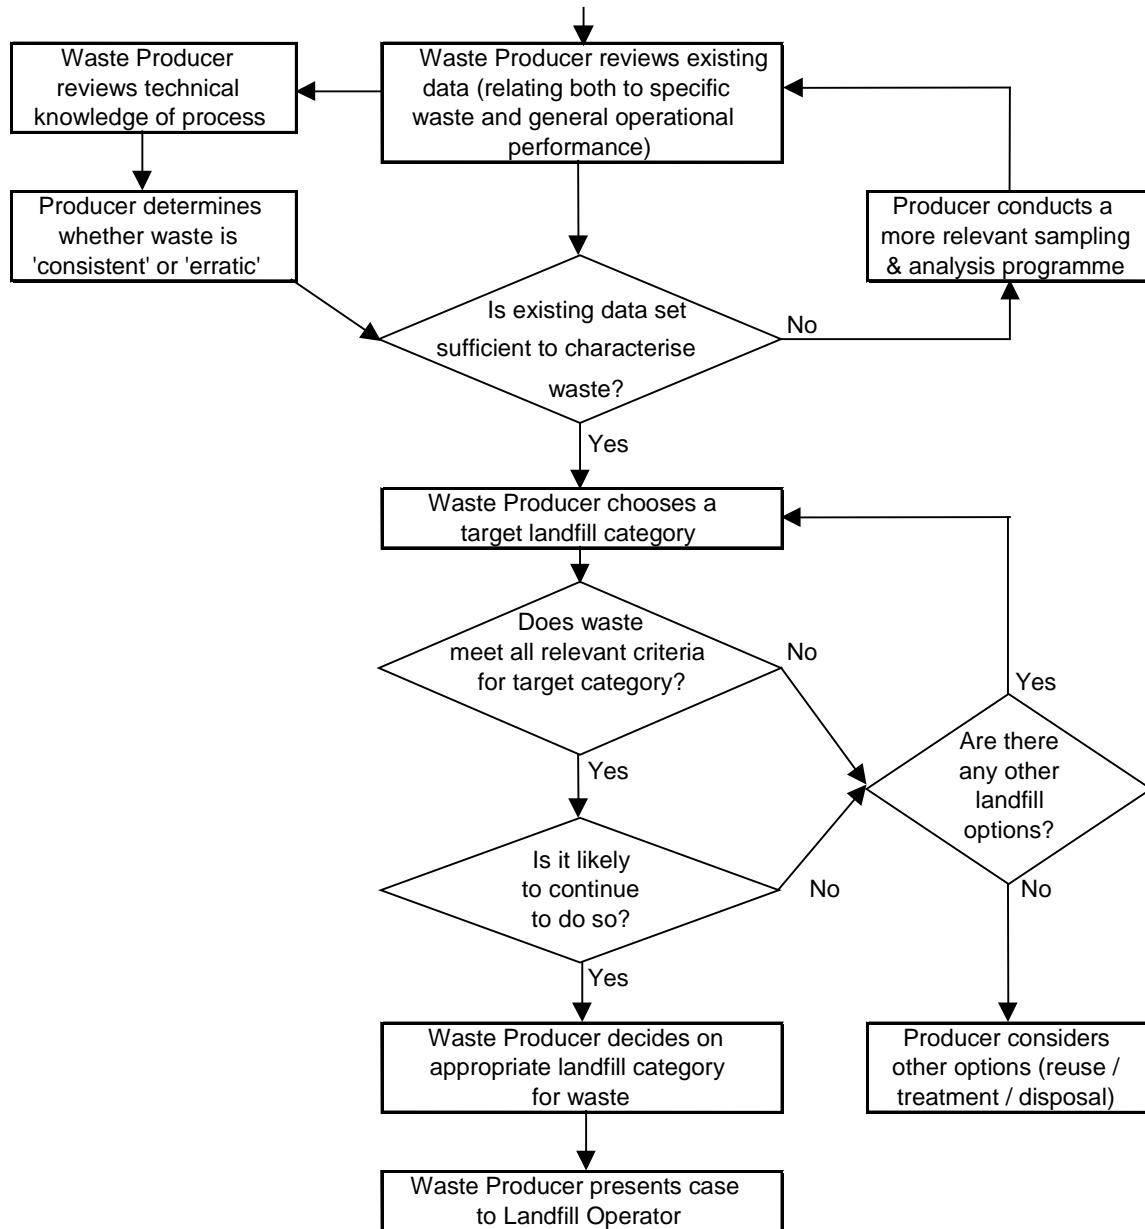 Waste Producer
reviews technical
knowledge of process
Waste Producer reviews existing
data (relating both to specific
waste and general operational
performance)
Producer determines
whether waste is
'consistent' or 'erratic'
Producer conducts a
more relevant sampling
& analysis programme
Is existing data set
sufficient to characterise
waste?
No
Yes
Waste Producer chooses a
target landfill category
Does waste
meet all relevant criteria
for target category?
No
Yes
Yes
Are there
any other
landfill
options?
Is it likely
to continue
to do so?
No
No
Yes
Waste Producer decides on
appropriate landfill category
for waste
Producer considers
other options (reuse /
treatment / disposal)
Waste Producer presents case
to Landfill Operator